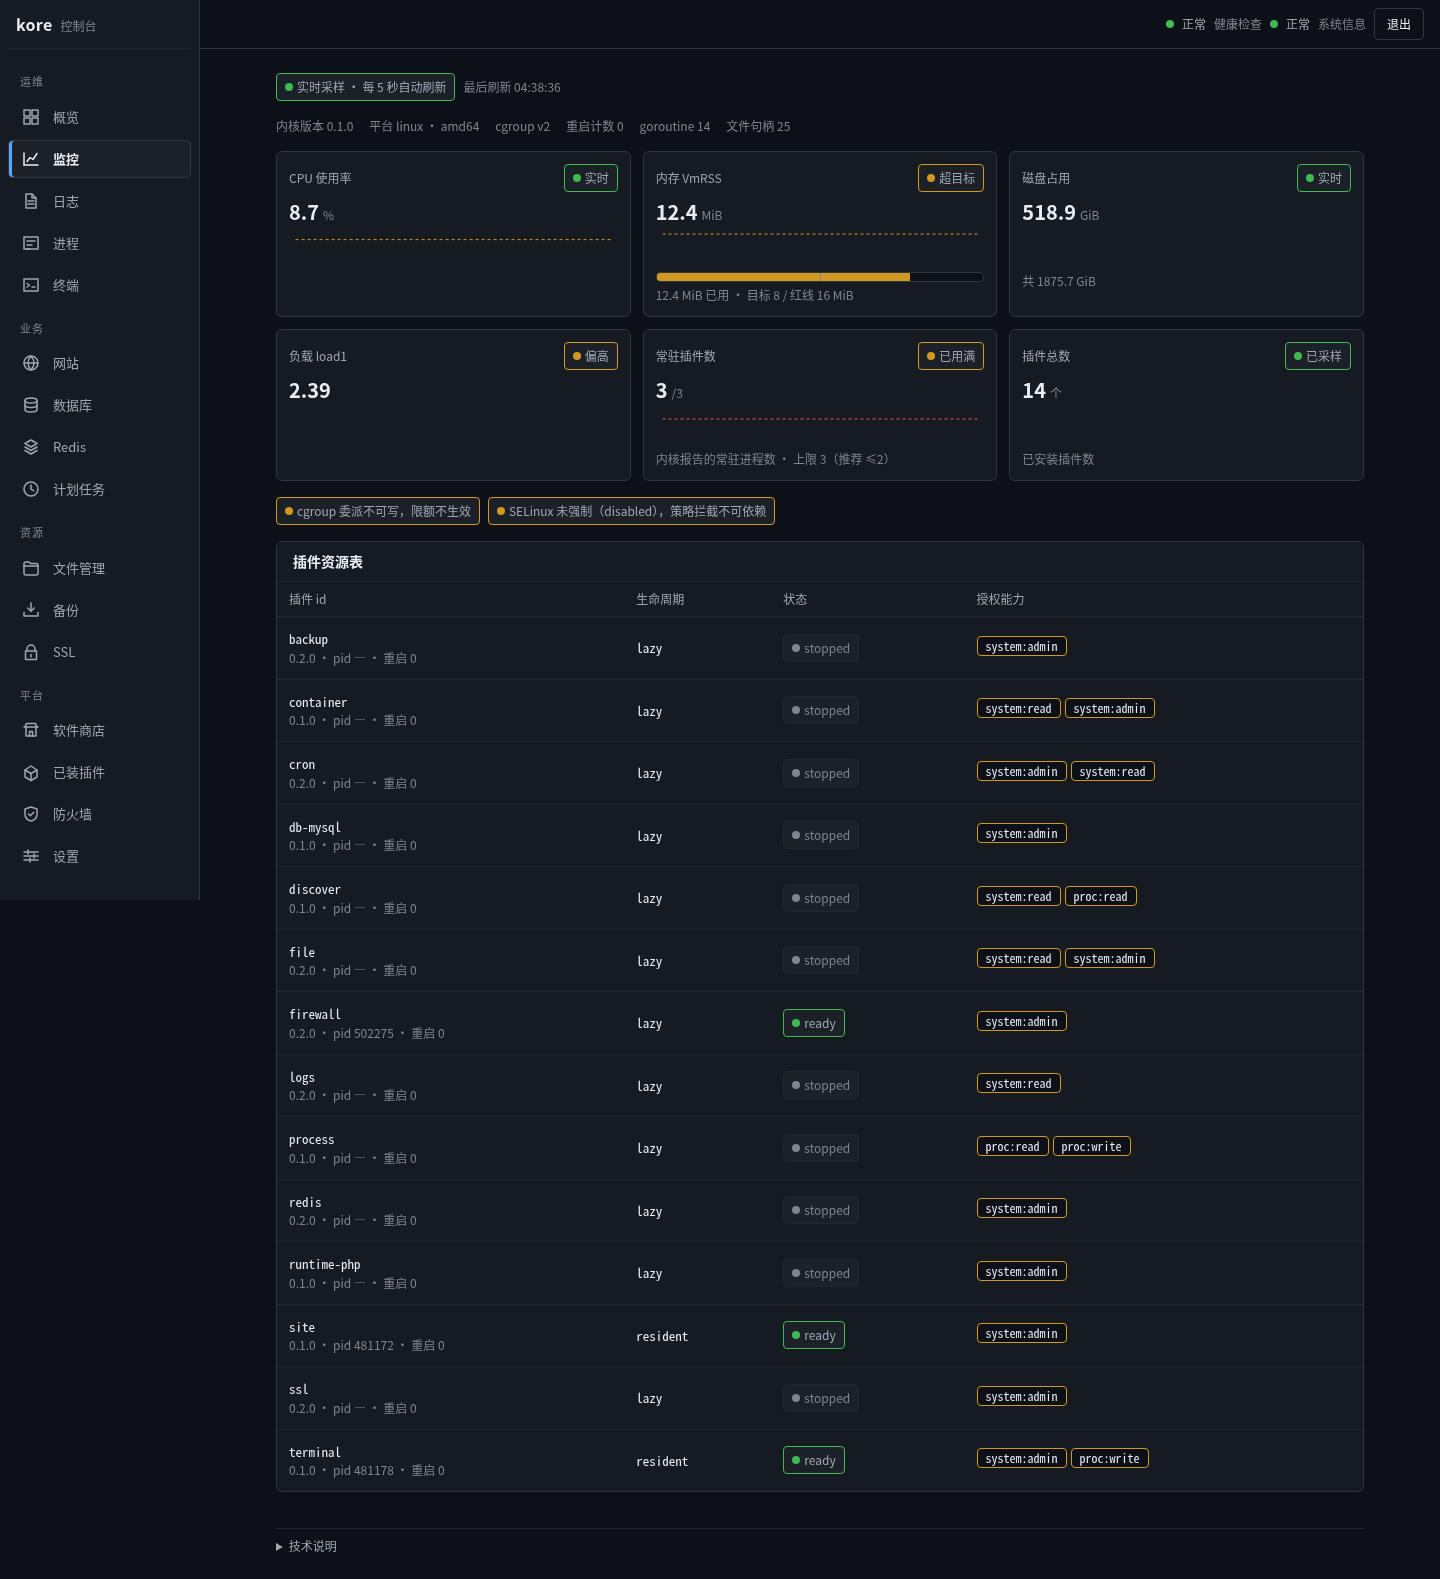 kore 控制台
正常 健康检查 正常 系统信息 退出
运维
概览
监控
日志
进程
终端
业务
网站
数据库
Redis
计划任务
资源
文件管理
备份
SSL
平台
软件商店
已装插件
防火墙
设置
实时采样 · 每 5 秒自动刷新 最后刷新 04:38:36
内核版本 0.1.0 平台 linux · amd64 cgroup v2 重启计数 0 goroutine 14 文件句柄 25
CPU 使用率 实时
8.7 %
内存 VmRSS 超目标
12.4 MiB
12.4 MiB 已用 · 目标 8 / 红线 16 MiB
磁盘占用 实时
518.9 GiB
共 1875.7 GiB
负载 load1 偏高
2.39
常驻插件数 已用满
3 /3
内核报告的常驻进程数 · 上限 3（推荐 ≤2）
插件总数 已采样
14 个
已安装插件数
cgroup 委派不可写，限额不生效 SELinux 未强制（disabled），策略拦截不可依赖
插件资源表
插件 id 生命周期 状态 授权能力
backup
0.2.0 · pid — · 重启 0
lazy stopped system:admin
container
0.1.0 · pid — · 重启 0
lazy stopped system:read system:admin
cron
0.2.0 · pid — · 重启 0
lazy stopped system:admin system:read
db-mysql
0.1.0 · pid — · 重启 0
lazy stopped system:admin
discover
0.1.0 · pid — · 重启 0
lazy stopped system:read proc:read
file
0.2.0 · pid — · 重启 0
lazy stopped system:read system:admin
firewall
0.2.0 · pid 502275 · 重启 0
lazy ready system:admin
logs
0.2.0 · pid — · 重启 0
lazy stopped system:read
process
0.1.0 · pid — · 重启 0
lazy stopped proc:read proc:write
redis
0.2.0 · pid — · 重启 0
lazy stopped system:admin
runtime-php
0.1.0 · pid — · 重启 0
lazy stopped system:admin
site
0.1.0 · pid 481172 · 重启 0
resident ready system:admin
ssl
0.2.0 · pid — · 重启 0
lazy stopped system:admin
terminal
0.1.0 · pid 481178 · 重启 0
resident ready system:admin proc:write
技术说明